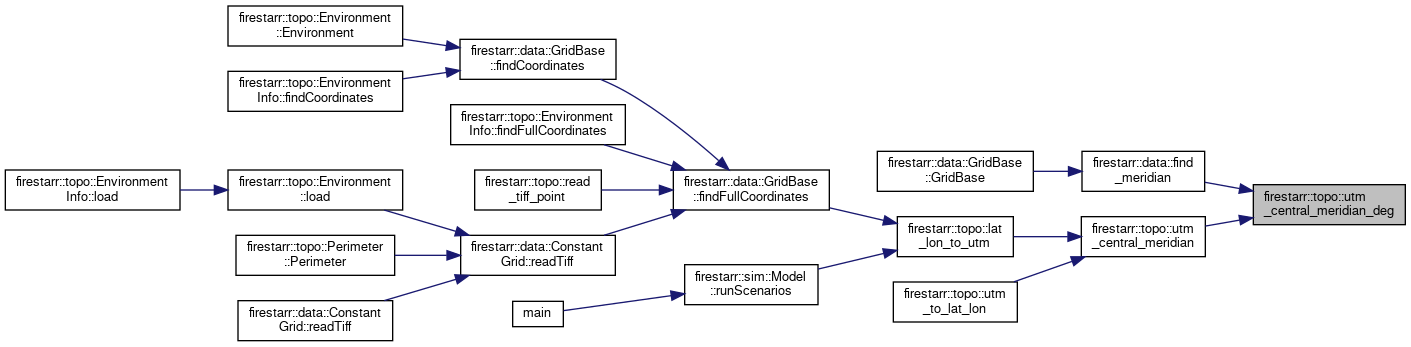 firestarr::topo::Environment
::Environment
firestarr::data::GridBase
::findCoordinates
firestarr::topo::Environment
Info::findCoordinates
firestarr::topo::Environment
Info::findFullCoordinates
firestarr::data::GridBase
::GridBase
firestarr::data::find
_meridian
firestarr::topo::Environment
Info::load
firestarr::topo::Environment
::load
firestarr::topo::read
_tiff_point
firestarr::data::GridBase
::findFullCoordinates
firestarr::topo::utm
_central_meridian_deg
firestarr::topo::Perimeter
::Perimeter
firestarr::data::Constant
Grid::readTiff
firestarr::topo::lat
_lon_to_utm
firestarr::topo::utm
_central_meridian
firestarr::sim::Model
::runScenarios
firestarr::topo::utm
_to_lat_lon
firestarr::data::Constant
Grid::readTiff
main